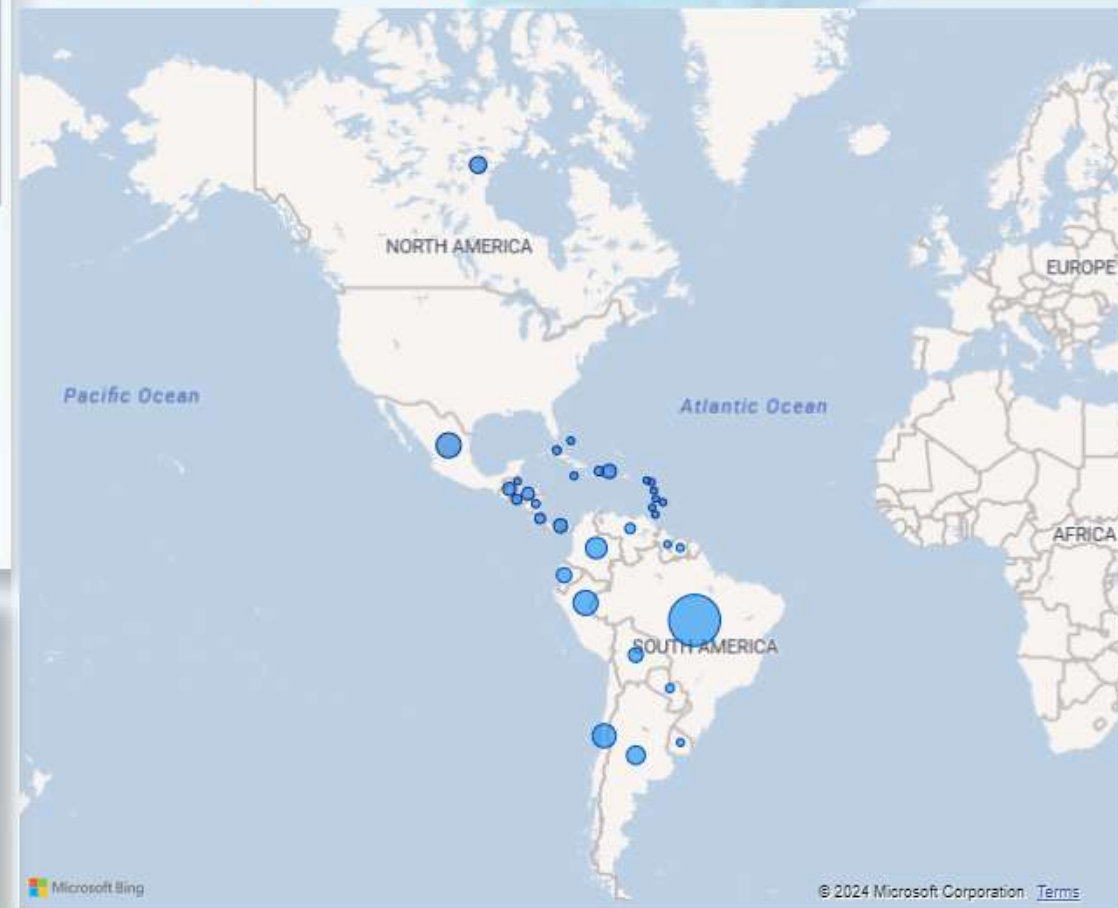 NORTH AMERICA
EUROPE
Pacific Ocean
Atlantic Ocean
AFRICA
SOUTH AMERICA
Microsoft Bing
© 2024 Microsoft Corporation Terms